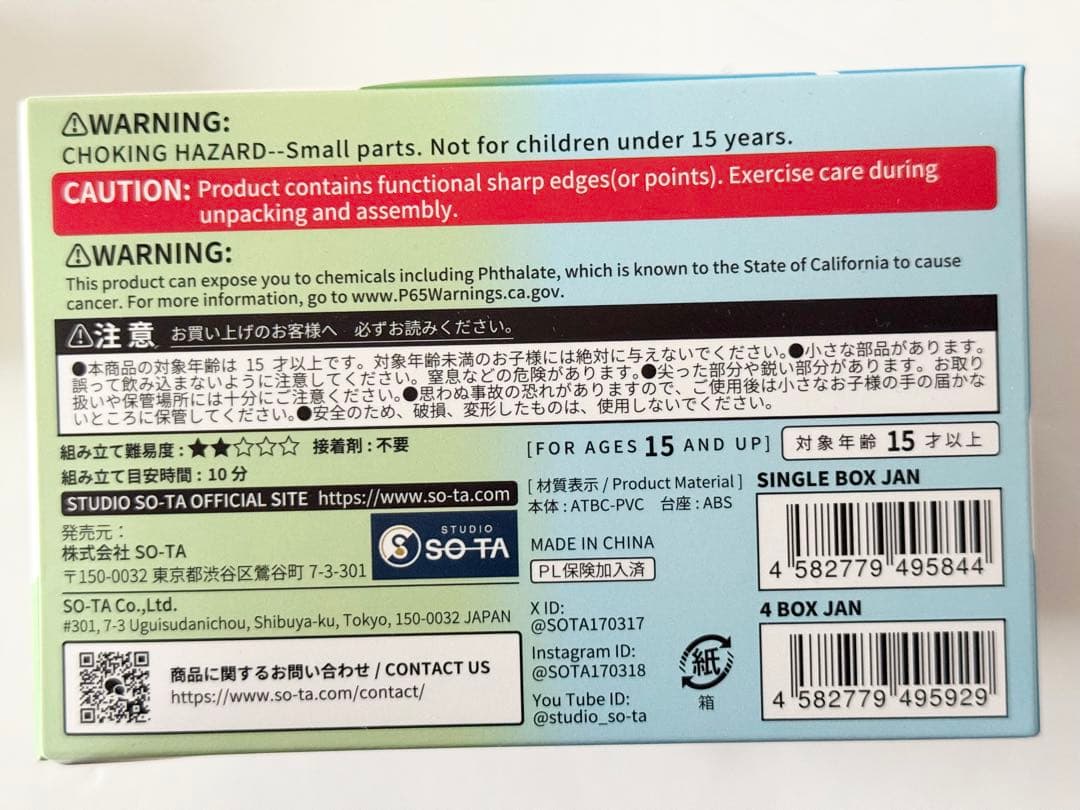 ⚠WARNING:
CHOKING HAZARD--Small parts. Not for children under 15 years.
CAUTION: Product contains functional sharp edges(or points). Exercise care during
unpacking and assembly.
⚠WARNING:
This product can expose you to chemicals including Phthalate, which is known to the State of California to cause
cancer. For more information, go to www.P65Warnings.ca.gov.
⚠注意 お買い上げのお客様へ 必ずお読みください。
●本商品の対象年齢は 15 才以上です。対象年齢未満のお子様には絶対に与えないでください。●小さな部品があります。
誤って飲み込まないように注意してください。窒息などの危険があります。●尖った部分や鋭い部分があります。お取り
扱いや保管場所には十分にご注意ください。●思わぬ事故の恐れがありますので、ご使用後は小さなお子様の手の届かな
いところに保管してください。●安全のため、破損、変形したものは、使用しないでください。
組み立て難易度:★★☆☆☆ 接着剤:不要
組み立て目安時間:10 分
STUDIO SO-TA OFFICIAL SITE https://www.so-ta.com
発売元:
株式会社 SO-TA
〒150-0032 東京都渋谷区鶯谷町 7-3-301
STUDIO
SO-TA
SO-TA Co.,Ltd.
#301, 7-3 Uguisudanichou, Shibuya-ku, Tokyo, 150-0032 JAPAN
商品に関するお問い合わせ / CONTACT US
https://www.so-ta.com/contact/
[FOR AGES 15 AND UP]
対象年齢 15 才以上
[ 材質表示 / Product Material ]
本体:ATBC-PVC 台座:ABS
MADE IN CHINA
PL保険加入済
X ID:
@SOTA170317
Instagram ID:
@SOTA170318
You Tube ID:
@studio_so-ta
紙
箱
SINGLE BOX JAN
4 582779 495844
4 BOX JAN
4 582779 495929